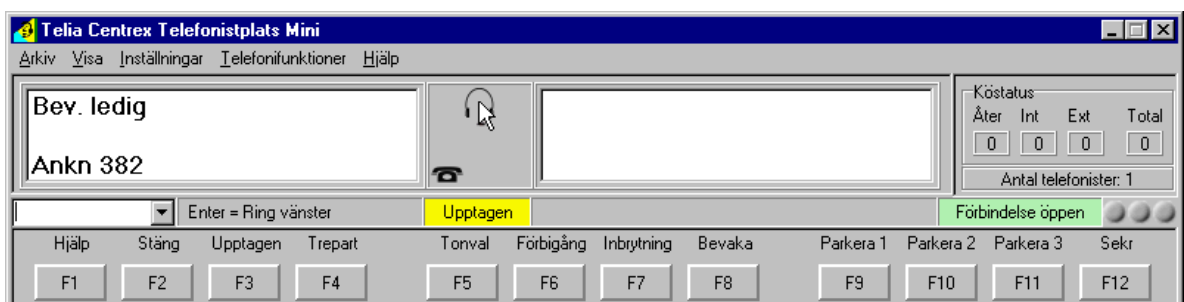 Telia Centrex Telefonistplats Mini
Arkiv Visa Inställningar Telefonifunktioner Hjälp
Bev. ledig
Ankn 382
Köstatus
Åter Int Ext Total
0 0 0 0
Antal telefonister: 1
Enter = Ring vänster Upptagen Förbindelse öppen
Hjälp Stäng Upptagen Trepart Tonval Förbigång Inbrytning Bevaka Parkera 1 Parkera 2 Parkera 3 Sekr
F1 F2 F3 F4 F5 F6 F7 F8 F9 F10 F11 F12